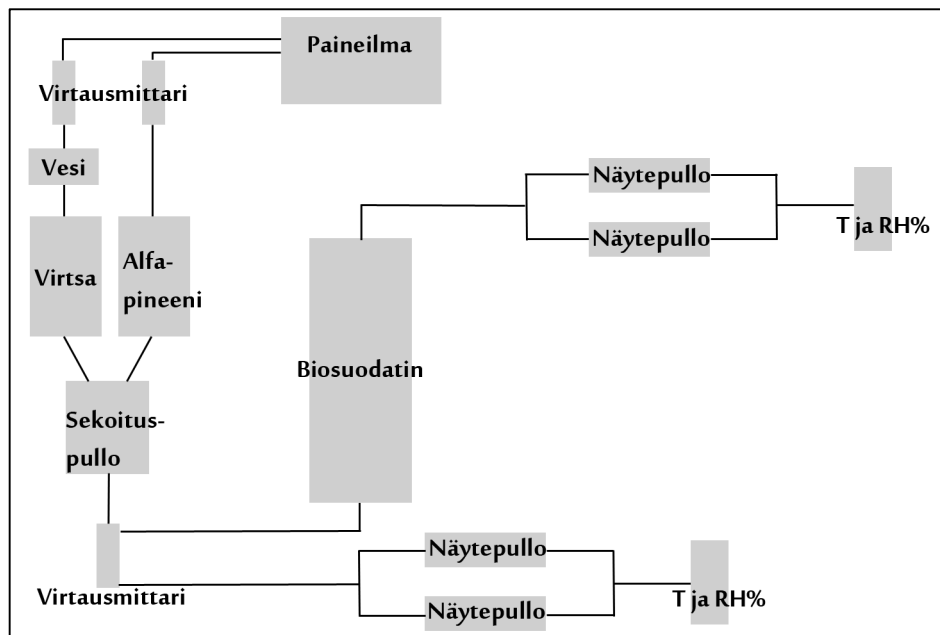 Paineilma
Virtausmittari
Vesi
Näytepullo
T ja RH%
Näytepullo
Virtsa
Alfa-
pineeni
Biosuodatin
Sekoitus-
pullo
Näytepullo
Virtausmittari
T ja RH%
Näytepullo